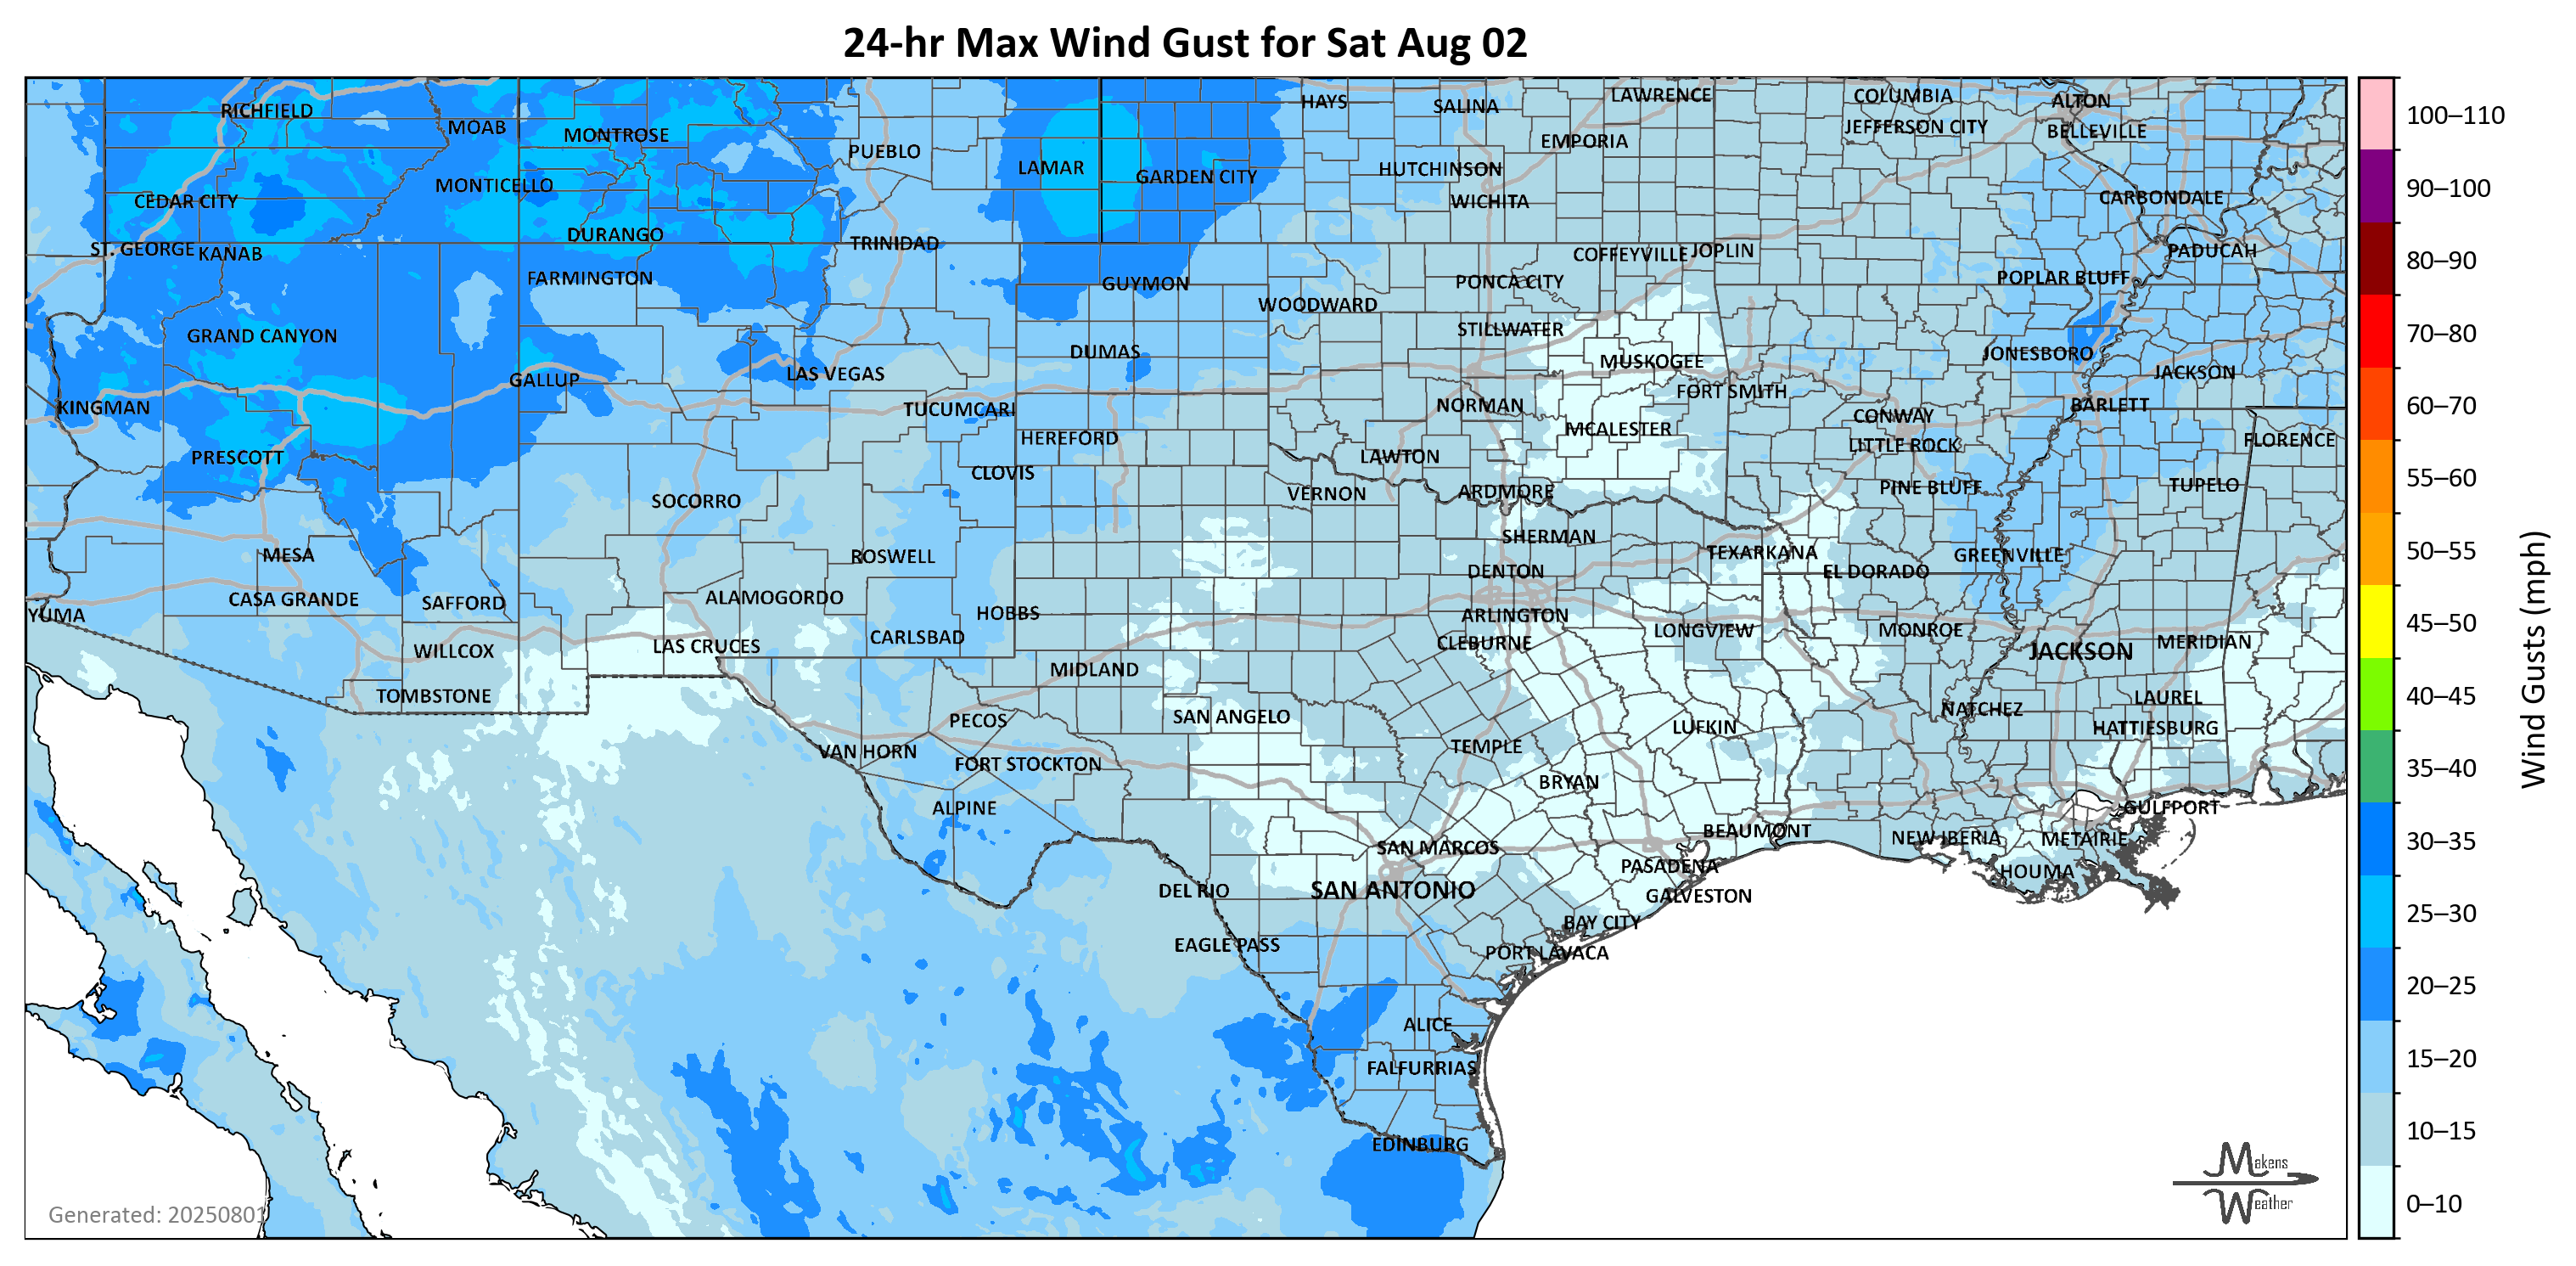 24-hr Max Wind Gust for Sat Aug 02
RICHFIELD
MOAB
MONTROSE
PUEBLO
LAMAR
GARDEN CITY
HAYS
SALINA
LAWRENCE
COLUMBIA
ALTON
JEFFERSON CITY
BELLEVILLE
EMPORIA
HUTCHINSON
WICHITA
CEDAR CITY
MONTICELLO
CARBONDALE
ST. GEORGE
KANAB
DURANGO
TRINIDAD
COFFEYVILLE
JOPLIN
PADUCAH
FARMINGTON
GUYMON
WOODWARD
PONCA CITY
POPLAR BLUFF
GRAND CANYON
STILLWATER
DUMAS
MUSKOGEE
JONESBORO
GALLUP
LAS VEGAS
JACKSON
KINGMAN
TUCUMCARI
NORMAN
FORT SMITH
CONWAY
BARLETT
HEREFORD
MCALESTER
LITTLE ROCK
FLORENCE
PRESCOTT
CLOVIS
LAWTON
SOCORRO
VERNON
ARDMORE
PINE BLUFF
TUPELO
MESA
ROSWELL
SHERMAN
TEXARKANA
GREENVILLE
DENTON
EL DORADO
YUMA
CASA GRANDE
SAFFORD
ALAMOGORDO
HOBBS
ARLINGTON
WILLCOX
LAS CRUCES
CARLSBAD
CLEBURNE
LONGVIEW
MONROE
JACKSON
MERIDIAN
MIDLAND
TOMBSTONE
LAUREL
PECOS
SAN ANGELO
NATCHEZ
HATTIESBURG
VAN HORN
FORT STOCKTON
TEMPLE
LUFKIN
BRYAN
ALPINE
GULFPORT
BEAUMONT
NEW IBERIA
METAIRIE
SAN MARCOS
PASADENA
HOUMA
DEL RIO
SAN ANTONIO
GALVESTON
BAY CITY
EAGLE PASS
PORT LAVACA
ALICE
FALFURRIAS
EDINBURG
Generated: 20250801
Makens
Weather
100–110
90–100
80–90
70–80
60–70
55–60
50–55
45–50
40–45
35–40
30–35
25–30
20–25
15–20
10–15
0–10
Wind Gusts (mph)